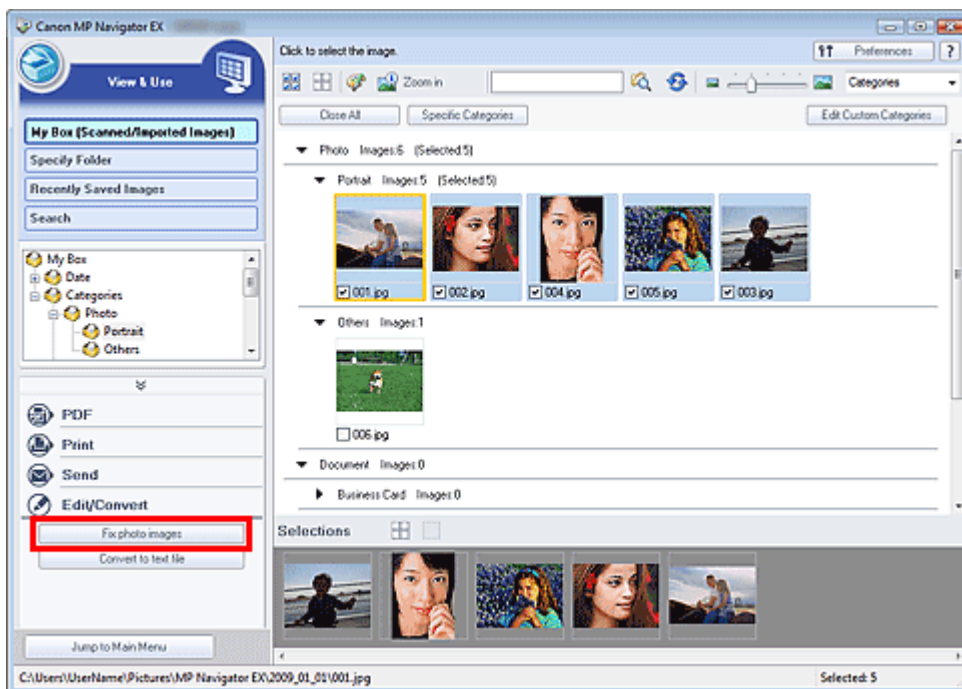 Canon MP Navigator EX
View & Use
Click to select the image.
Preferences
?
Zoom in
Categories
My Box (Scanned/Imported Images)
Specify Folder
Recently Saved Images
Search
Close All
Specific Categories
Edit Custom Categories
My Box
Date
Categories
Photo
Portrait
Others
PDF
Print
Send
Edit/Convert
Fix photo images
Convert to text file
Jump to Main Menu
Photo Images:6 (Selected:5)
Portrait Images:5 (Selected:5)
001.jpg
002.jpg
004.jpg
005.jpg
003.jpg
Others Images:1
006.jpg
Document Images:0
Business Card Images:0
Selections
C:\Users\UserName\Pictures\MP Navigator EX\2009_01_01\001.jpg
Selected: 5